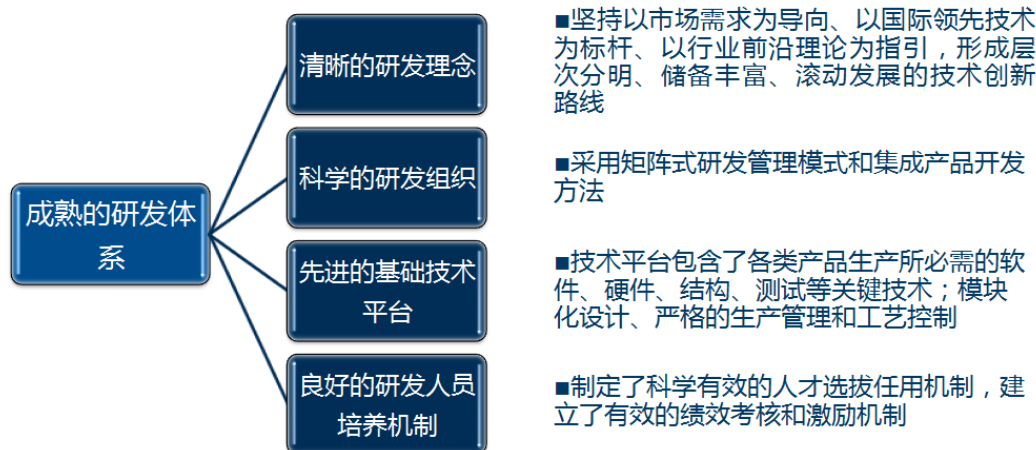 成熟的研发体
系
清晰的研发理念
■坚持以市场需求为导向、以国际领先技术
为标杆、以行业前沿理论为指引，形成层
次分明、储备丰富、滚动发展的技术创新
路线
科学的研发组织
■采用矩阵式研发管理模式和集成产品开发
方法
先进的基础技术
平台
■技术平台包含了各类产品生产所必需的软
件、硬件、结构、测试等关键技术；模块
化设计、严格的生产管理和工艺控制
良好的研发人员
培养机制
■制定了科学有效的人才选拔任用机制，建
立了有效的绩效考核和激励机制